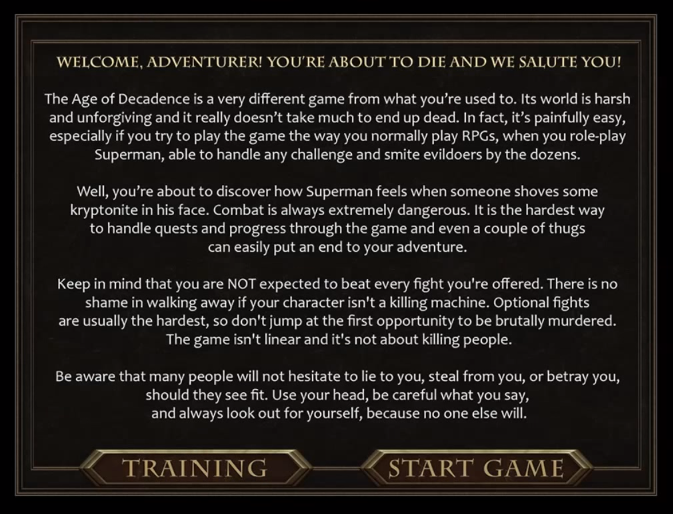 WELCOME, ADVENTURER! YOU'RE ABOUT TO DIE AND WE SALUTE YOU!
The Age of Decadence is a very different game from what you're used to. Its world is harsh
and unforgiving and it really doesn't take much to end up dead. In fact, it's painfully easy,
especially if you try to play the game the way you normally play RPGs, when you role-play
Superman, able to handle any challenge and smite evildoers by the dozens.
Well, you're about to discover how Superman feels when someone shoves some
kryptonite in his face. Combat is always extremely dangerous. It is the hardest way
to handle quests and progress through the game and even a couple of thugs
can easily put an end to your adventure.
Keep in mind that you are NOT expected to beat every fight you're offered. There is no
shame in walking away if your character isn't a killing machine. Optional fights
are usually the hardest, so don't jump at the first opportunity to be brutally murdered.
The game isn't linear and it's not about killing people.
Be aware that many people will not hesitate to lie to you, steal from you, or betray you,
should they see fit. Use your head, be careful what you say,
and always look out for yourself, because no one else will.
TRAINING START GAME